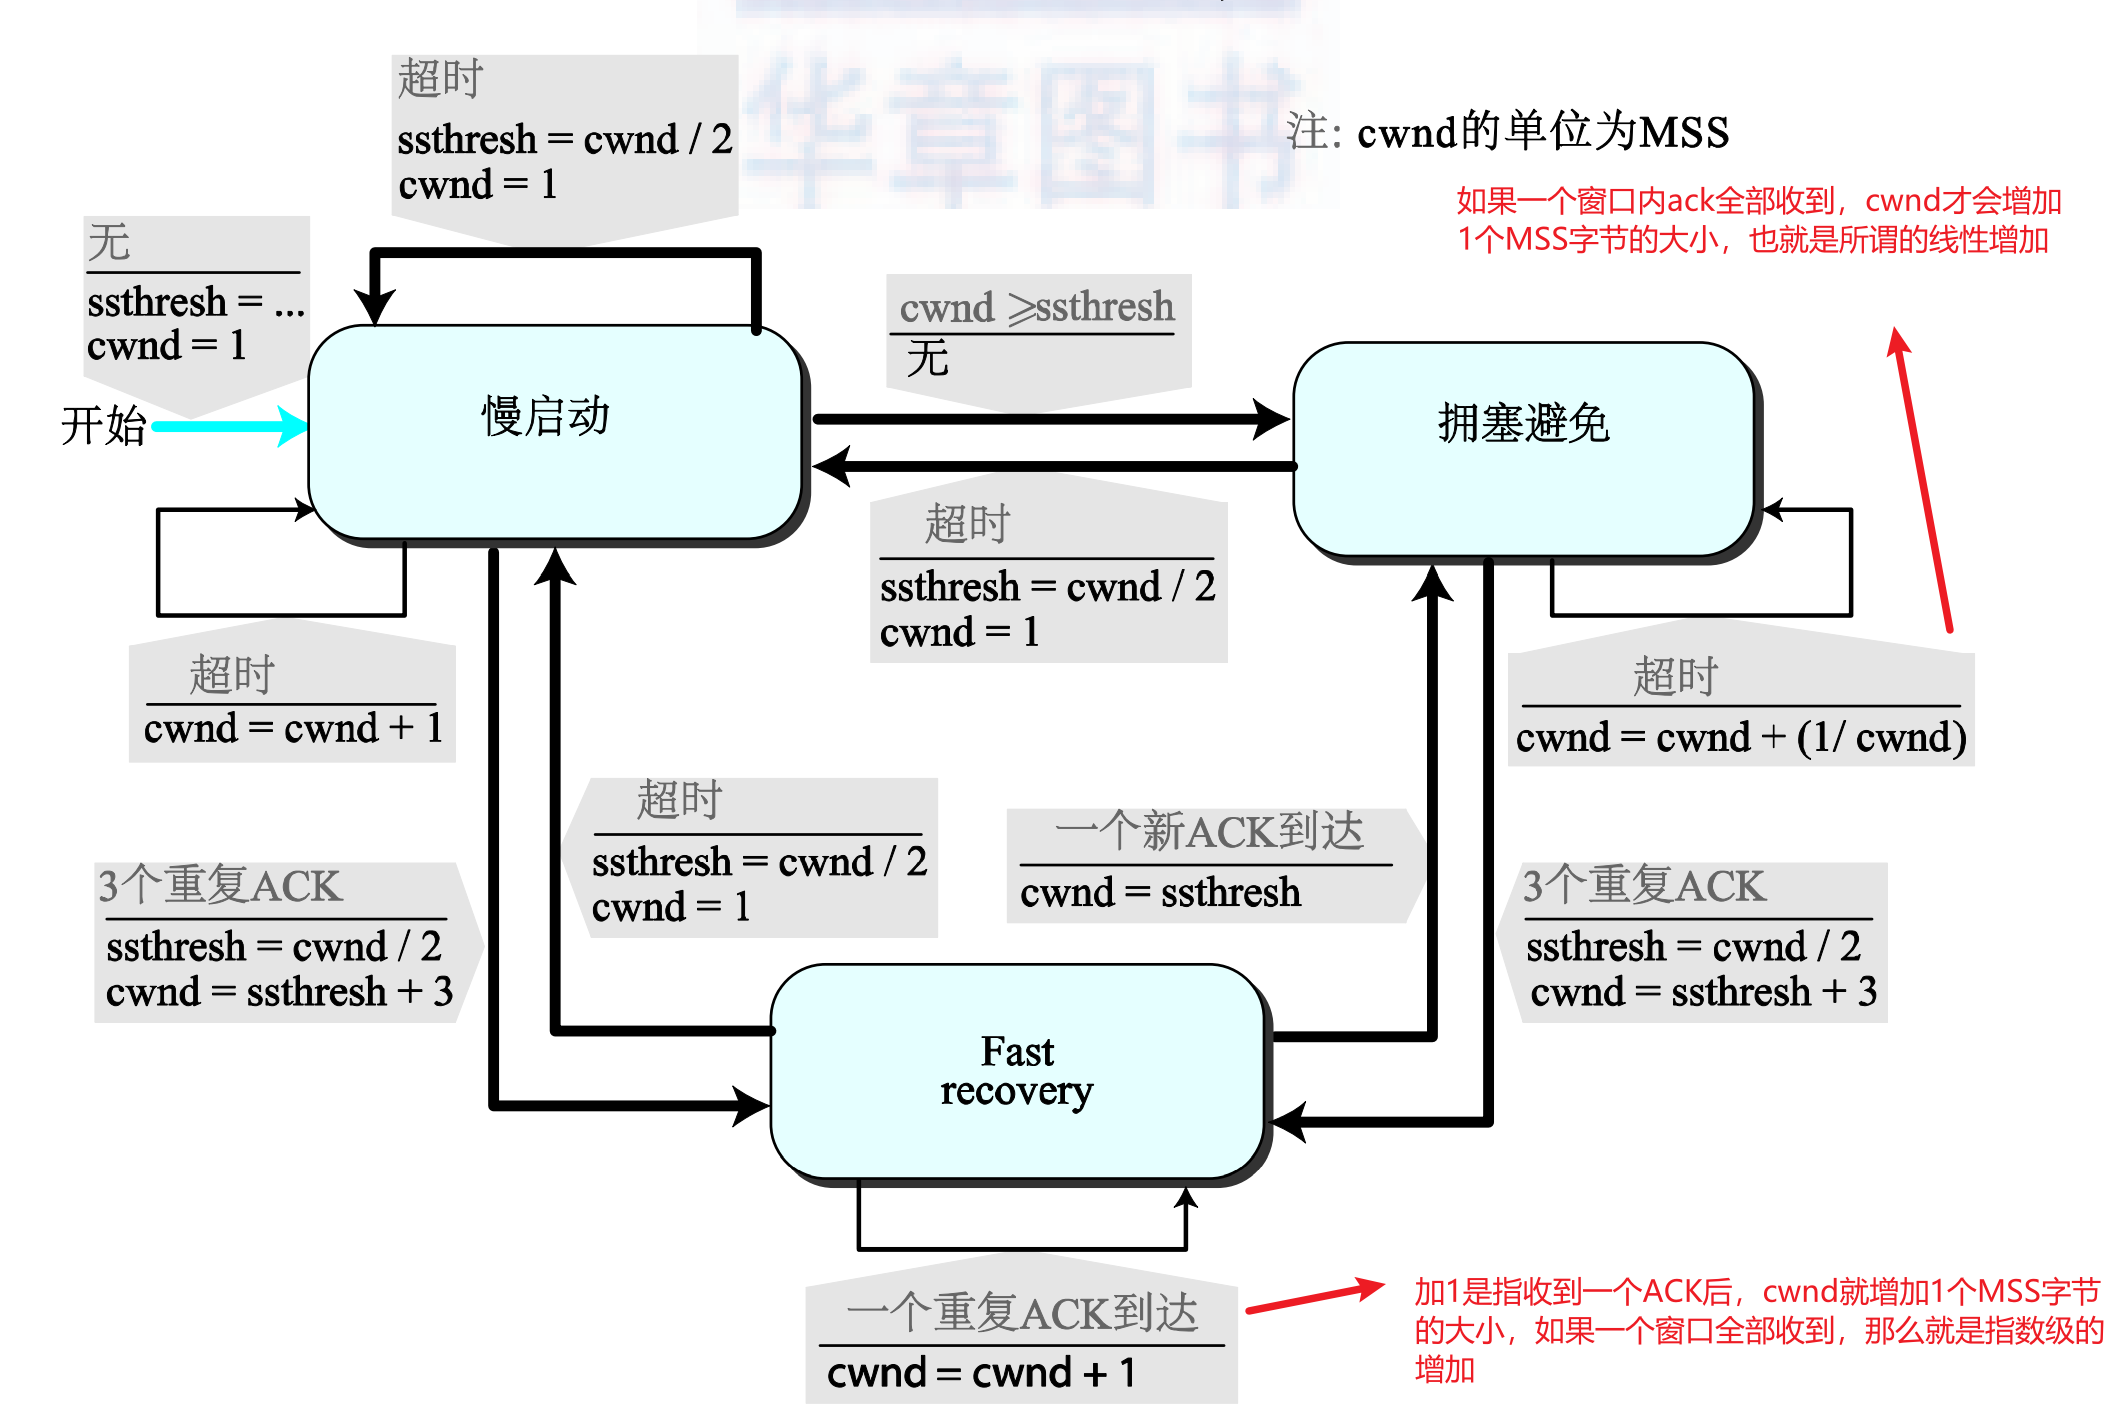 华章图书
超时
ssthresh = cwnd / 2
cwnd = 1
注: cwnd的单位为MSS
如果一个窗口内ack全部收到，cwnd才会增加
1个MSS字节的大小，也就是所谓的线性增加
无
ssthresh = ...
cwnd = 1
开始
慢启动
cwnd ⩾ssthresh
无
拥塞避免
超时
ssthresh = cwnd / 2
cwnd = 1
超时
cwnd = cwnd + 1
超时
cwnd = cwnd + (1/ cwnd)
超时
ssthresh = cwnd / 2
cwnd = 1
一个新ACK到达
cwnd = ssthresh
3个重复ACK
ssthresh = cwnd / 2
cwnd = ssthresh + 3
3个重复ACK
ssthresh = cwnd / 2
cwnd = ssthresh + 3
Fast
recovery
一个重复ACK到达
cwnd = cwnd + 1
加1是指收到一个ACK后，cwnd就增加1个MSS字节
的大小，如果一个窗口全部收到，那么就是指数级的
增加